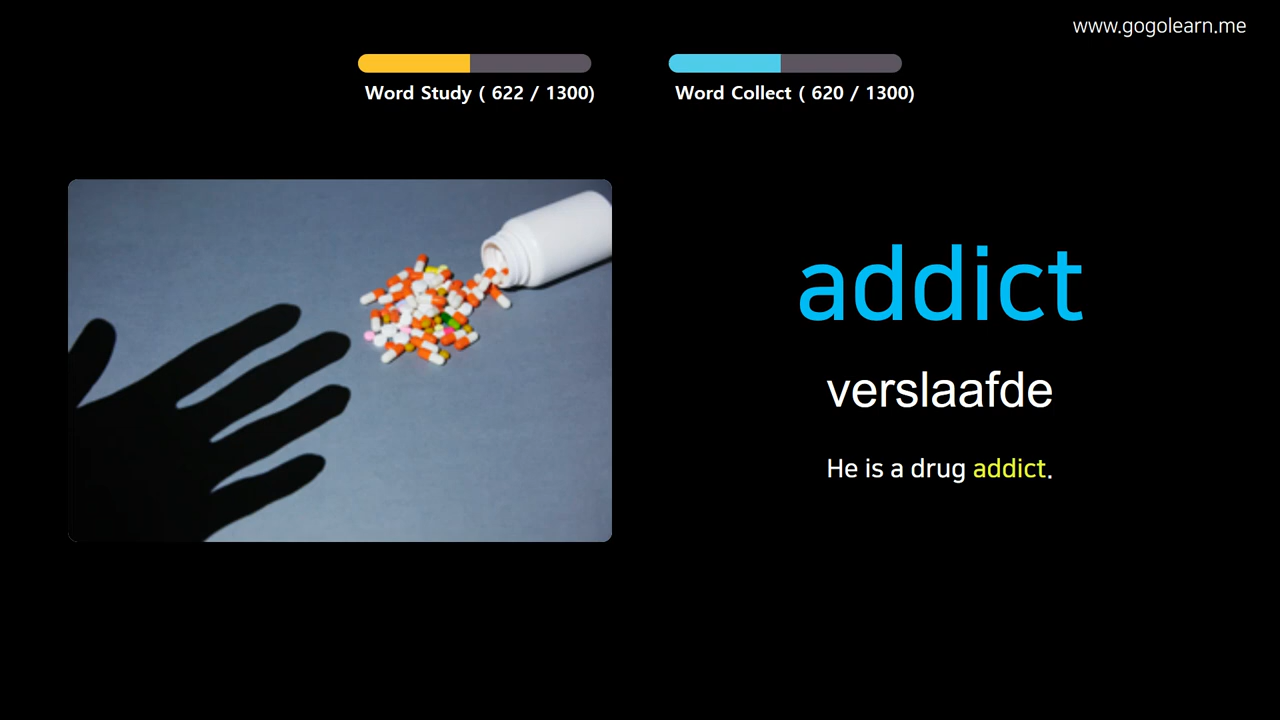 www.gogolearn.me
Word Study ( 622 / 1300)
Word Collect ( 620 / 1300)
addict
verslaafde
He is a drug addict.